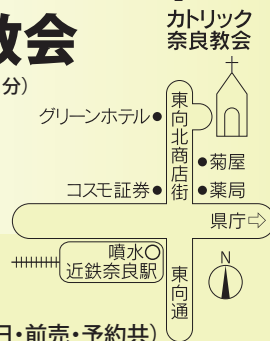 教会
カトリック
奈良教会
分)
グリーンホテル●
東向北商店街
●菊屋
コスモ証券●
●薬局
県庁⇨
噴水○
近鉄奈良駅
東向通
N
日・前売・予約共)